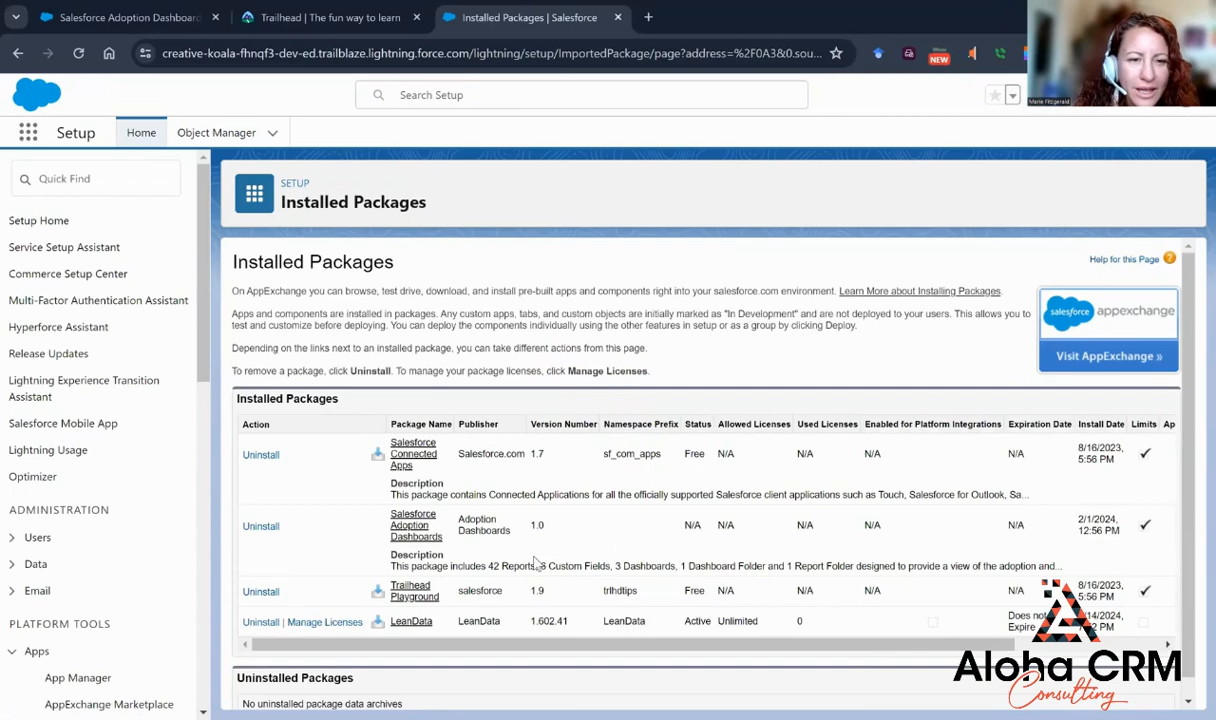 Salesforce Adoption Dashboard
Trailhead | The fun way to learn
Installed Packages | Salesforce
creative-koala-fhnqf3-dev-ed.trailblaze.lightning.force.com/lightning/setup/ImportedPackage/page?address=%2F0A3&0.sou...
NEW
Marie Fitzgerald
Search Setup
Setup
Home
Object Manager
Quick Find
Setup Home
Service Setup Assistant
Commerce Setup Center
Multi-Factor Authentication Assistant
Hyperforce Assistant
Release Updates
Lightning Experience Transition
Assistant
Salesforce Mobile App
Lightning Usage
Optimizer
ADMINISTRATION
Users
Data
Email
PLATFORM TOOLS
Apps
App Manager
AppExchange Marketplace
SETUP
Installed Packages
Installed Packages
Help for this Page ?
On AppExchange you can browse, test drive, download, and install pre-built apps and components right into your salesforce.com environment. Learn More about Installing Packages.
Apps and components are installed in packages. Any custom apps, tabs, and custom objects are initially marked as "In Development" and are not deployed to your users. This allows you to
test and customize before deploying. You can deploy the components individually using the other features in setup or as a group by clicking Deploy.
Depending on the links next to an installed package, you can take different actions from this page.
To remove a package, click Uninstall. To manage your package licenses, click Manage Licenses.
salesforce appexchange
Visit AppExchange »
Installed Packages
Action Package Name Publisher Version Number Namespace Prefix Status Allowed Licenses Used Licenses Enabled for Platform Integrations Expiration Date Install Date Limits Ap
Uninstall Salesforce Connected Apps Salesforce.com 1.7 sf_com_apps Free N/A N/A N/A N/A 8/16/2023, 5:56 PM ✓
Description
This package contains Connected Applications for all the officially supported Salesforce client applications such as Touch, Salesforce for Outlook, Sa...
Uninstall Salesforce Adoption Dashboards Adoption Dashboards 1.0 N/A N/A N/A N/A N/A 2/1/2024, 12:56 PM ✓
Description
This package includes 42 Reports, Custom Fields, 3 Dashboards, 1 Dashboard Folder and 1 Report Folder designed to provide a view of the adoption and...
Uninstall Trailhead Playground salesforce 1.9 trlhdtips Free N/A N/A N/A N/A 8/16/2023, 5:56 PM ✓
Uninstall | Manage Licenses LeanData LeanData 1.602.41 LeanData Active Unlimited 0 Does not Expire
Uninstalled Packages
No uninstalled package data archives
Aloha CRM
Consulting